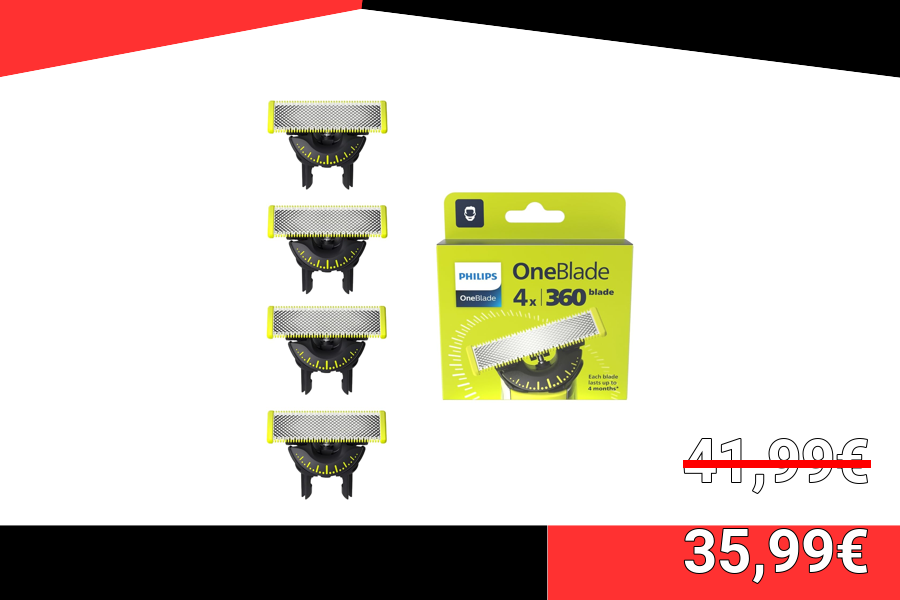 PHILIPS
OneBlade
OneBlade
4x 360 blade
Each blade
lasts up to
4 months*
41,99€
35,99€